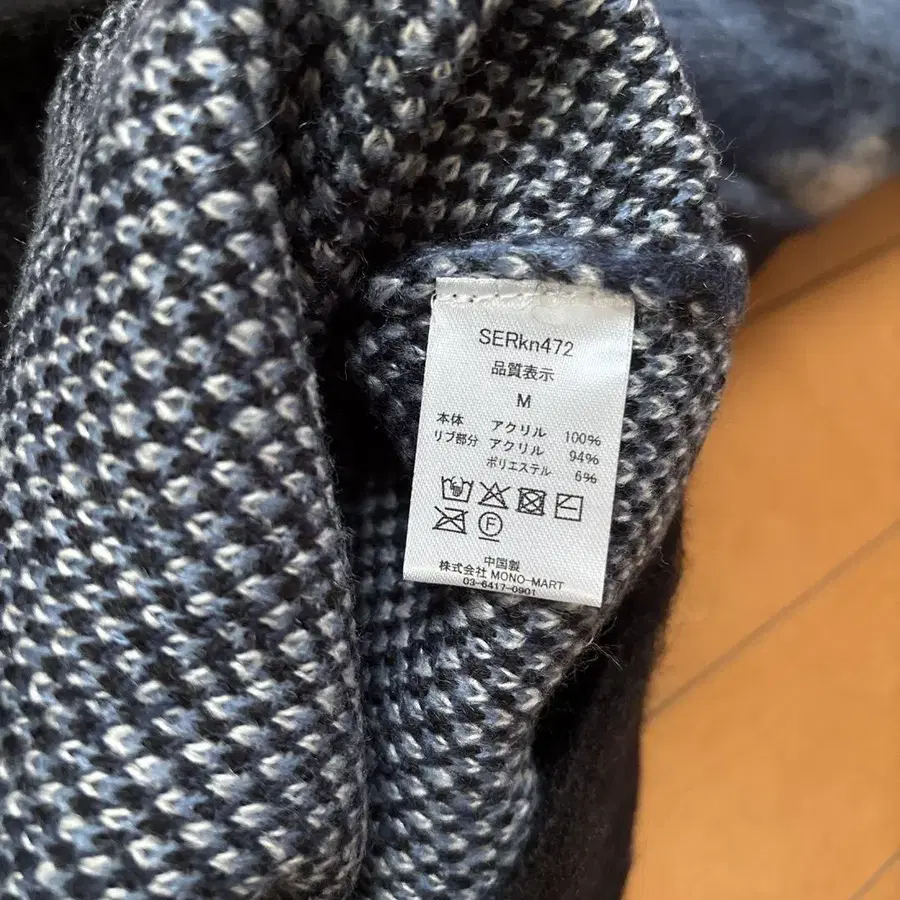 SERkn472
品質表示
M
本体 アクリル 100%
リブ部分 アクリル 94%
ポリエステル 6%
F
中国製
株式会社 MONO-MART
03-6417-0901